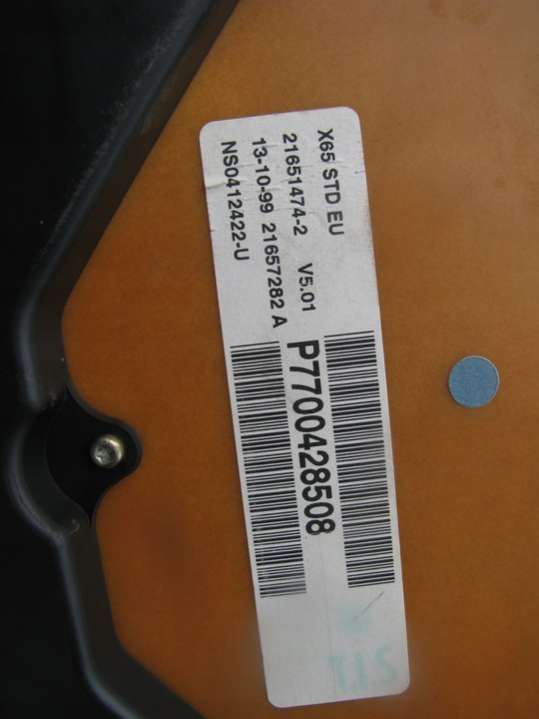 X65 STD EU
21651474-2 V5.01
13-10-99 21657282 A
NS0412422-U
P7700428508